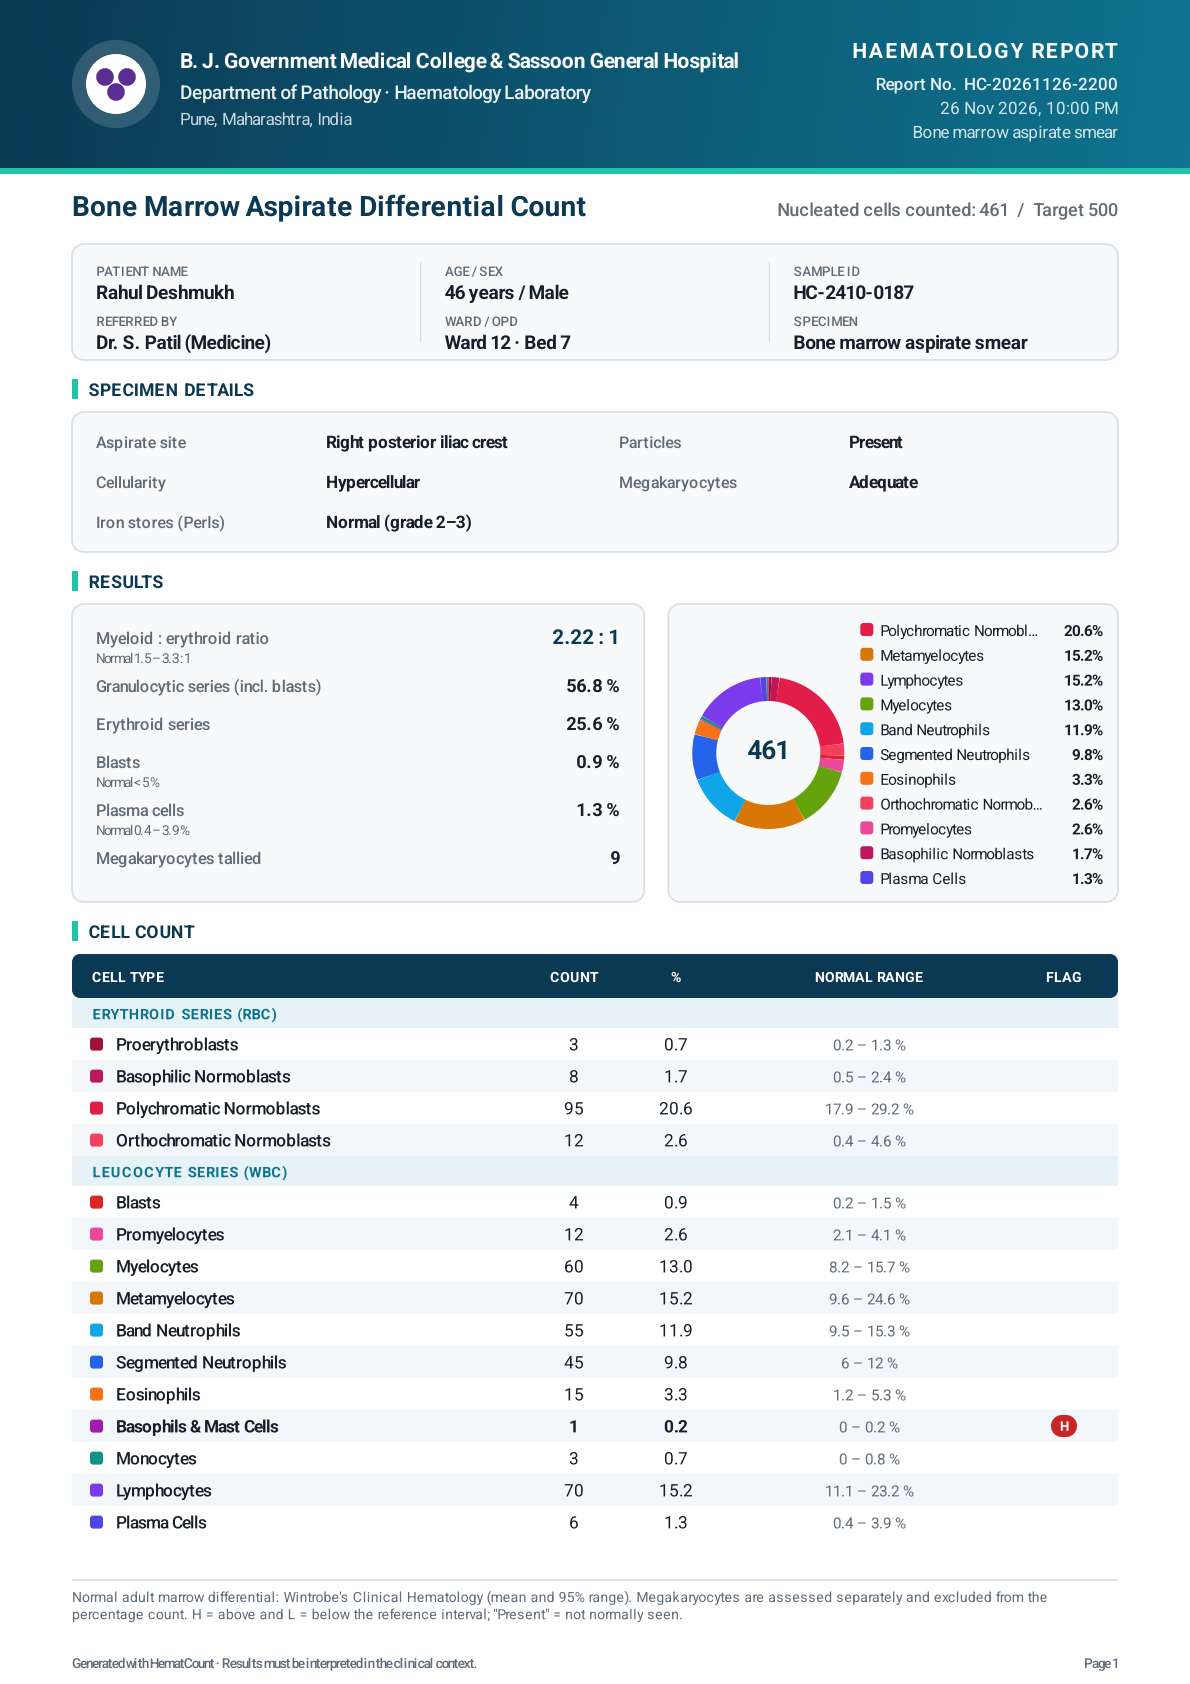 B. J. Government Medical College & Sassoon General Hospital
Department of Pathology · Haematology Laboratory
Pune, Maharashtra, India
HAEMATOLOGY REPORT
Report No. HC-20261126-2200
26 Nov 2026, 10:00 PM
Bone marrow aspirate smear
Bone Marrow Aspirate Differential Count
Nucleated cells counted: 461 / Target 500
PATIENT NAME
Rahul Deshmukh
AGE / SEX
46 years / Male
SAMPLE ID
HC-2410-0187
REFERRED BY
Dr. S. Patil (Medicine)
WARD / OPD
Ward 12 · Bed 7
SPECIMEN
Bone marrow aspirate smear
SPECIMEN DETAILS
Aspirate site Right posterior iliac crest Particles Present
Cellularity Hypercellular Megakaryocytes Adequate
Iron stores (Perls) Normal (grade 2–3)
RESULTS
Myeloid : erythroid ratio 2.22 : 1
Normal 1.5 – 3.3 : 1
Granulocytic series (incl. blasts) 56.8 %
Erythroid series 25.6 %
Blasts 0.9 %
Normal < 5 %
Plasma cells 1.3 %
Normal 0.4 – 3.9 %
Megakaryocytes tallied 9
461
Polychromatic Normobl... 20.6%
Metamyelocytes 15.2%
Lymphocytes 15.2%
Myelocytes 13.0%
Band Neutrophils 11.9%
Segmented Neutrophils 9.8%
Eosinophils 3.3%
Orthochromatic Normob... 2.6%
Promyelocytes 2.6%
Basophilic Normoblasts 1.7%
Plasma Cells 1.3%
CELL COUNT
CELL TYPE COUNT % NORMAL RANGE FLAG
ERYTHROID SERIES (RBC)
Proerythroblasts 3 0.7 0.2 – 1.3 %
Basophilic Normoblasts 8 1.7 0.5 – 2.4 %
Polychromatic Normoblasts 95 20.6 17.9 – 29.2 %
Orthochromatic Normoblasts 12 2.6 0.4 – 4.6 %
LEUCOCYTE SERIES (WBC)
Blasts 4 0.9 0.2 – 1.5 %
Promyelocytes 12 2.6 2.1 – 4.1 %
Myelocytes 60 13.0 8.2 – 15.7 %
Metamyelocytes 70 15.2 9.6 – 24.6 %
Band Neutrophils 55 11.9 9.5 – 15.3 %
Segmented Neutrophils 45 9.8 6 – 12 %
Eosinophils 15 3.3 1.2 – 5.3 %
Basophils & Mast Cells 1 0.2 0 – 0.2 % H
Monocytes 3 0.7 0 – 0.8 %
Lymphocytes 70 15.2 11.1 – 23.2 %
Plasma Cells 6 1.3 0.4 – 3.9 %
Normal adult marrow differential: Wintrobe's Clinical Hematology (mean and 95% range). Megakaryocytes are assessed separately and excluded from the
percentage count. H = above and L = below the reference interval; "Present" = not normally seen.
Generated with HematCount · Results must be interpreted in the clinical context.
Page 1